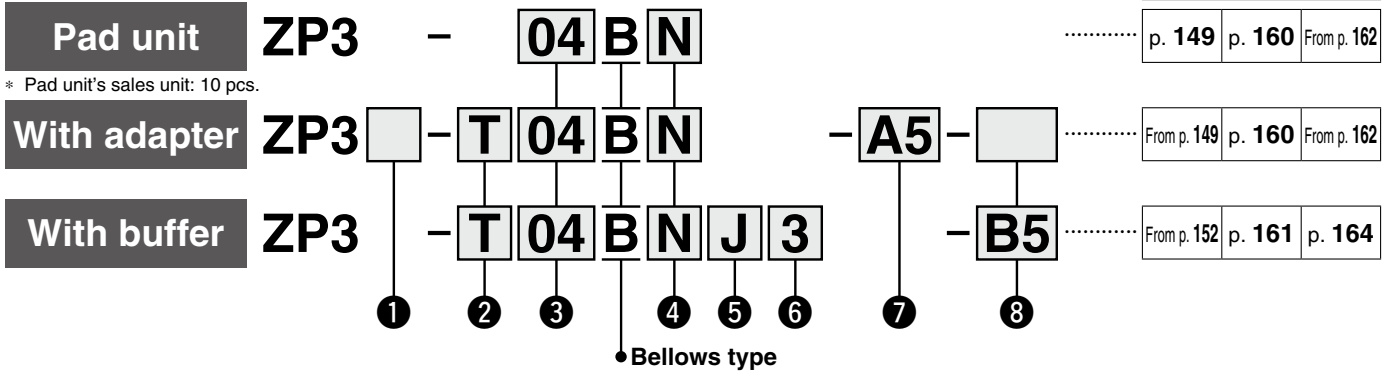 Pad unit ZP3 - 04 B N ············ p. 149 p. 160 From p. 162
* Pad unit's sales unit: 10 pcs.
With adapter ZP3 - T 04 B N - A5 - ············ From p. 149 p. 160 From p. 162
With buffer ZP3 - T 04 B N J 3 - B5 ············ From p. 152 p. 161 p. 164
❶ ❷ ❸ ❹ ❺ ❻ ❼ ❽
Bellows type